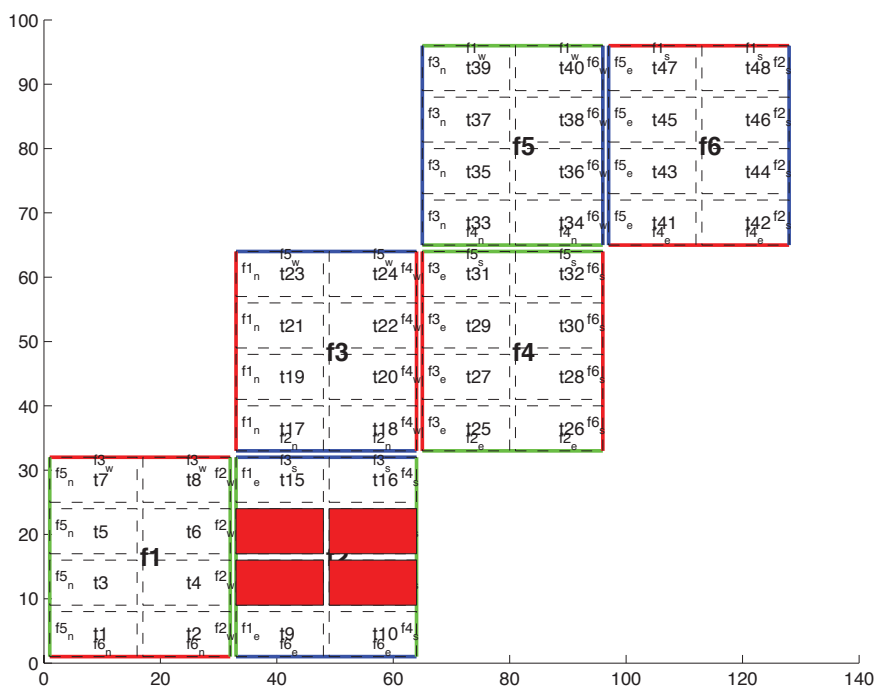 100
f1w f1w f1s f1s
f3n t39 t40 f6w f5e t47 t48 f2s
90
f3n t37 t38 f6w f5e t45 t46 f2s
80 f5 f6
f3n t35 t36 f6w f5e t43 t44 f2s
70
f3n t33 t34 f6w f5e t41 t42 f2s
f4n f4n f4e f4e
f5w f5w f5s f5s
60
f1n t23 t24 f4w f3e t31 t32 f6s
f1n t21 t22 f4w f3e t29 t30 f6s
50
f3 f4
f1n t19 t20 f4w f3e t27 t28 f6s
40
f1n t17 t18 f4w f3e t25 t26 f6s
f2n f2n f2e f2e
f3w f3w f3s f3s
30
f5n t7 t8 f2w f1e t15 t16 f4s
f5n t5 t6 f2w
20
f1
f5n t3 t4 f2w
10
f5n t1 t2 f2w f1e t9 t10 f4s
f6n f6n f6e f6e
0
0 20 40 60 80 100 120 140